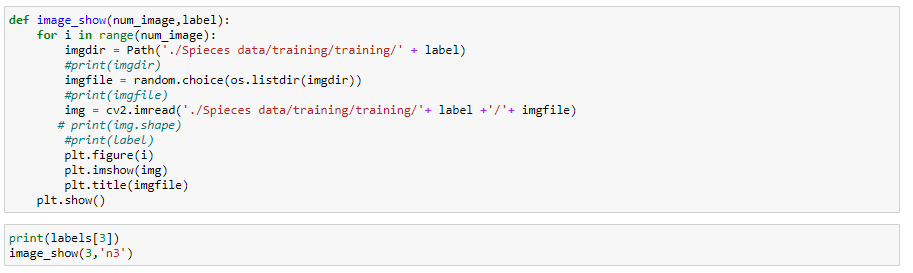 def image_show(num_image,label):
    for i in range(num_image):
        imgdir = Path('./Spieces data/training/training/' + label)
        #print(imgdir)
        imgfile = random.choice(os.listdir(imgdir))
        #print(imgfile)
        img = cv2.imread('./Spieces data/training/training/'+ label +'/'+ imgfile)
       # print(img.shape)
        #print(label)
        plt.figure(i)
        plt.imshow(img)
        plt.title(imgfile)
    plt.show()
print(labels[3])
image_show(3,'n3')